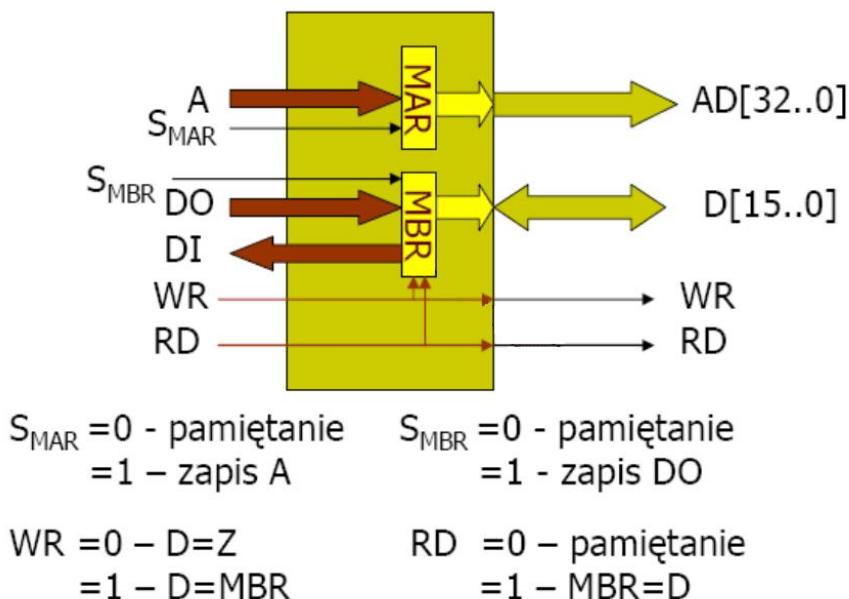 A
S_MAR
MAR
AD[32..0]
S_MBR
DO
MBR
D[15..0]
DI
WR
WR
RD
RD
S_MAR =0 - pamiętanie
=1 – zapis A
S_MBR =0 - pamiętanie
=1 - zapis DO
WR =0 – D=Z
=1 – D=MBR
RD =0 – pamiętanie
=1 – MBR=D